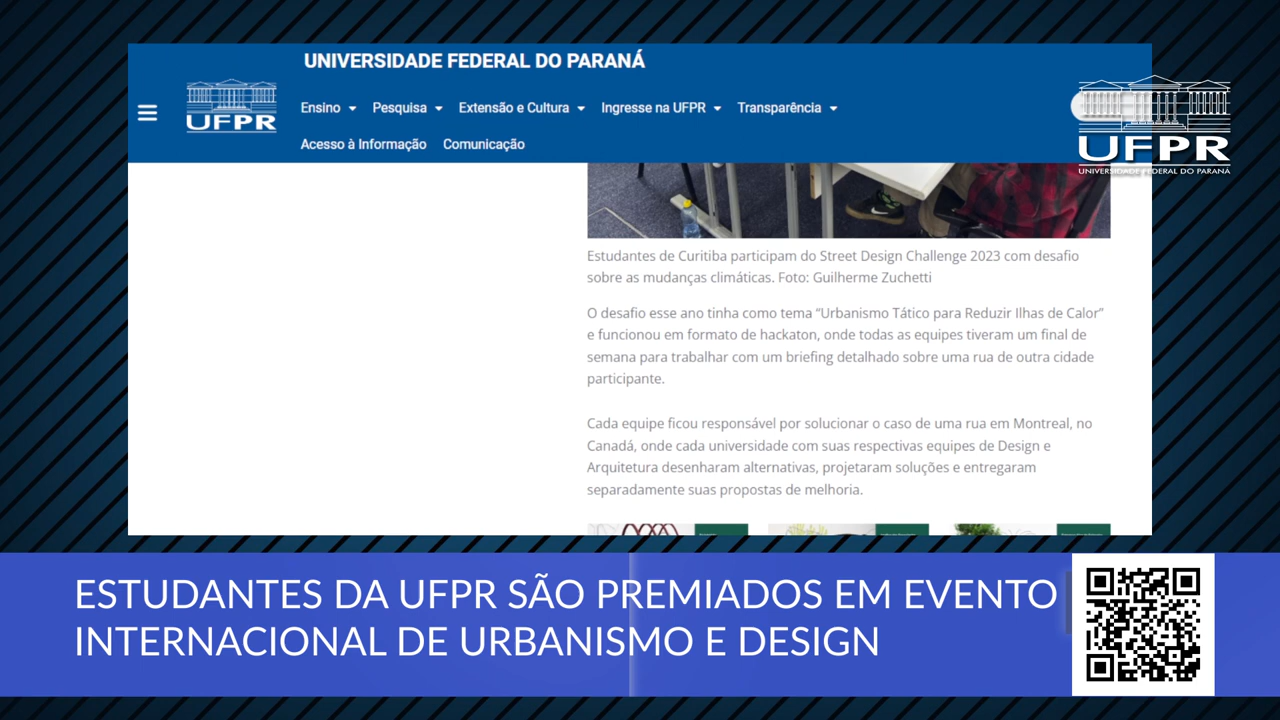 UNIVERSIDADE FEDERAL DO PARANÁ
UFPR
Ensino Pesquisa Extensão e Cultura Ingresse na UFPR Transparência
Acesso à Informação Comunicação
UFPR
UNIVERSIDADE FEDERAL DO PARANÁ
Estudantes de Curitiba participam do Street Design Challenge 2023 com desafio
sobre as mudanças climáticas. Foto: Guilherme Zuchetti
O desafio esse ano tinha como tema “Urbanismo Tático para Reduzir Ilhas de Calor”
e funcionou em formato de hackaton, onde todas as equipes tiveram um final de
semana para trabalhar com um briefing detalhado sobre uma rua de outra cidade
participante.
Cada equipe ficou responsável por solucionar o caso de uma rua em Montreal, no
Canadá, onde cada universidade com suas respectivas equipes de Design e
Arquitetura desenharam alternativas, projetaram soluções e entregaram
separadamente suas propostas de melhoria.
ESTUDANTES DA UFPR SÃO PREMIADOS EM EVENTO
INTERNACIONAL DE URBANISMO E DESIGN